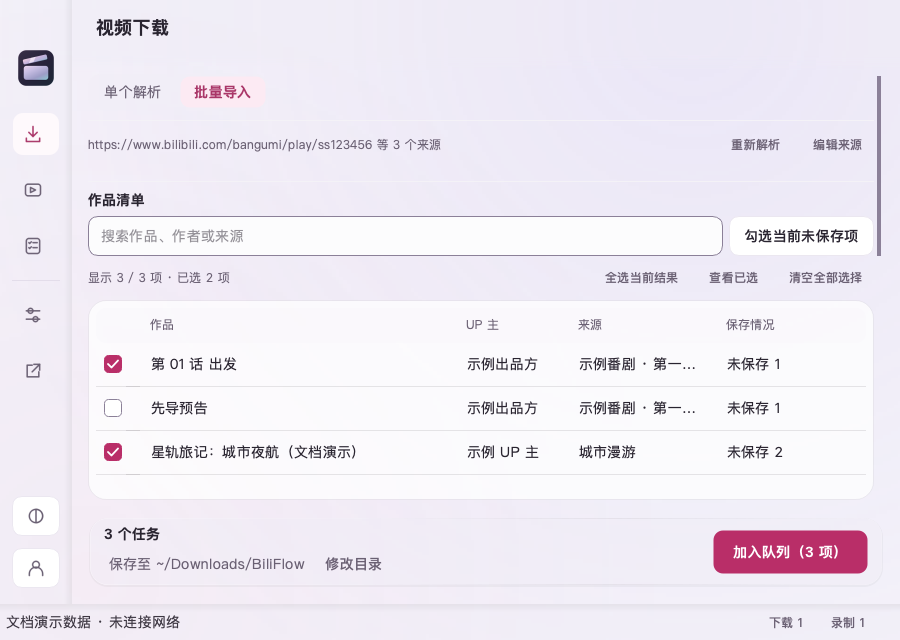 视频下载
单个解析 批量导入
https://www.bilibili.com/bangumi/play/ss123456 等 3 个来源 重新解析 编辑来源
作品清单
搜索作品、作者或来源 勾选当前未保存项
显示 3 / 3 项 · 已选 2 项 全选当前结果 查看已选 清空全部选择
作品 UP 主 来源 保存情况
第 01 话 出发 示例出品方 示例番剧 · 第一… 未保存 1
先导预告 示例出品方 示例番剧 · 第一… 未保存 1
星轨旅记：城市夜航（文档演示） 示例 UP 主 城市漫游 未保存 2
3 个任务
保存至 ~/Downloads/BiliFlow 修改目录 加入队列（3 项）
文档演示数据 · 未连接网络 下载 1 录制 1